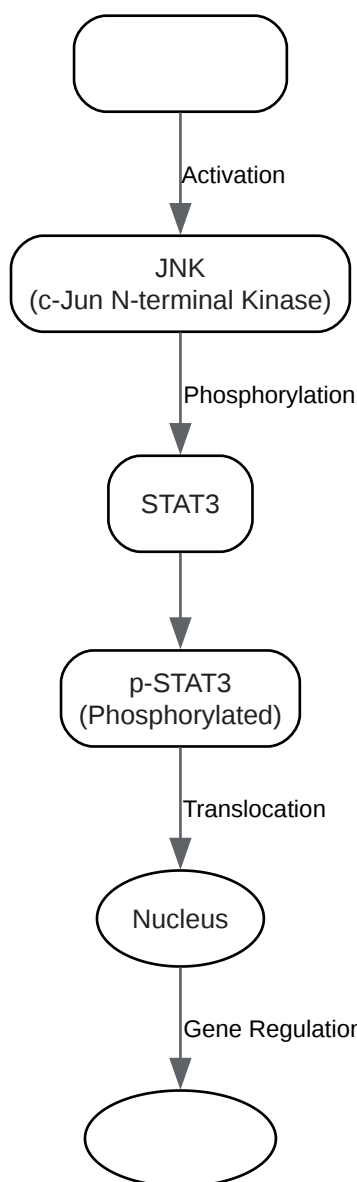 Activation
JNK
(c-Jun N-terminal Kinase)
Phosphorylation
STAT3
p-STAT3
(Phosphorylated)
Translocation
Nucleus
Gene Regulation